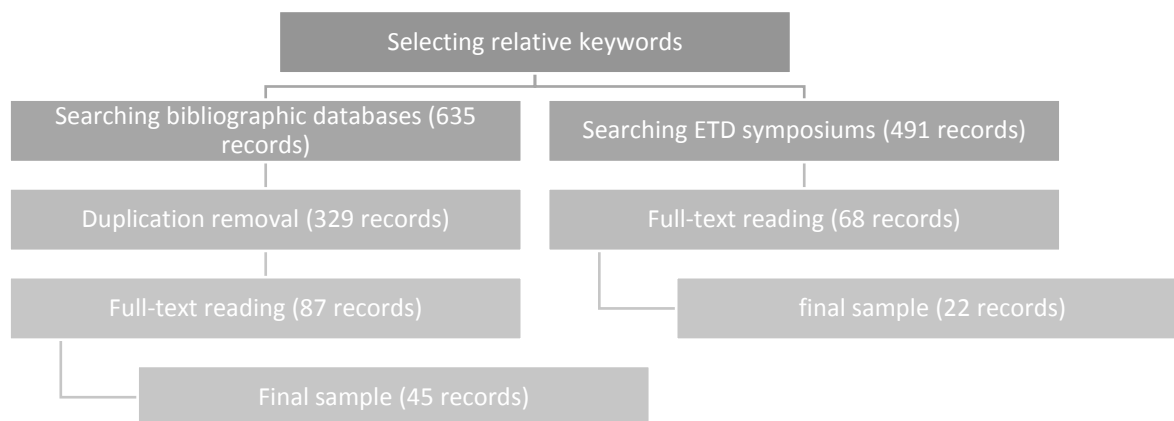 Selecting relative keywords
Searching bibliographic databases (635
records)
Searching ETD symposiums (491 records)
Duplication removal (329 records)
Full-text reading (68 records)
Full-text reading (87 records)
final sample (22 records)
Final sample (45 records)